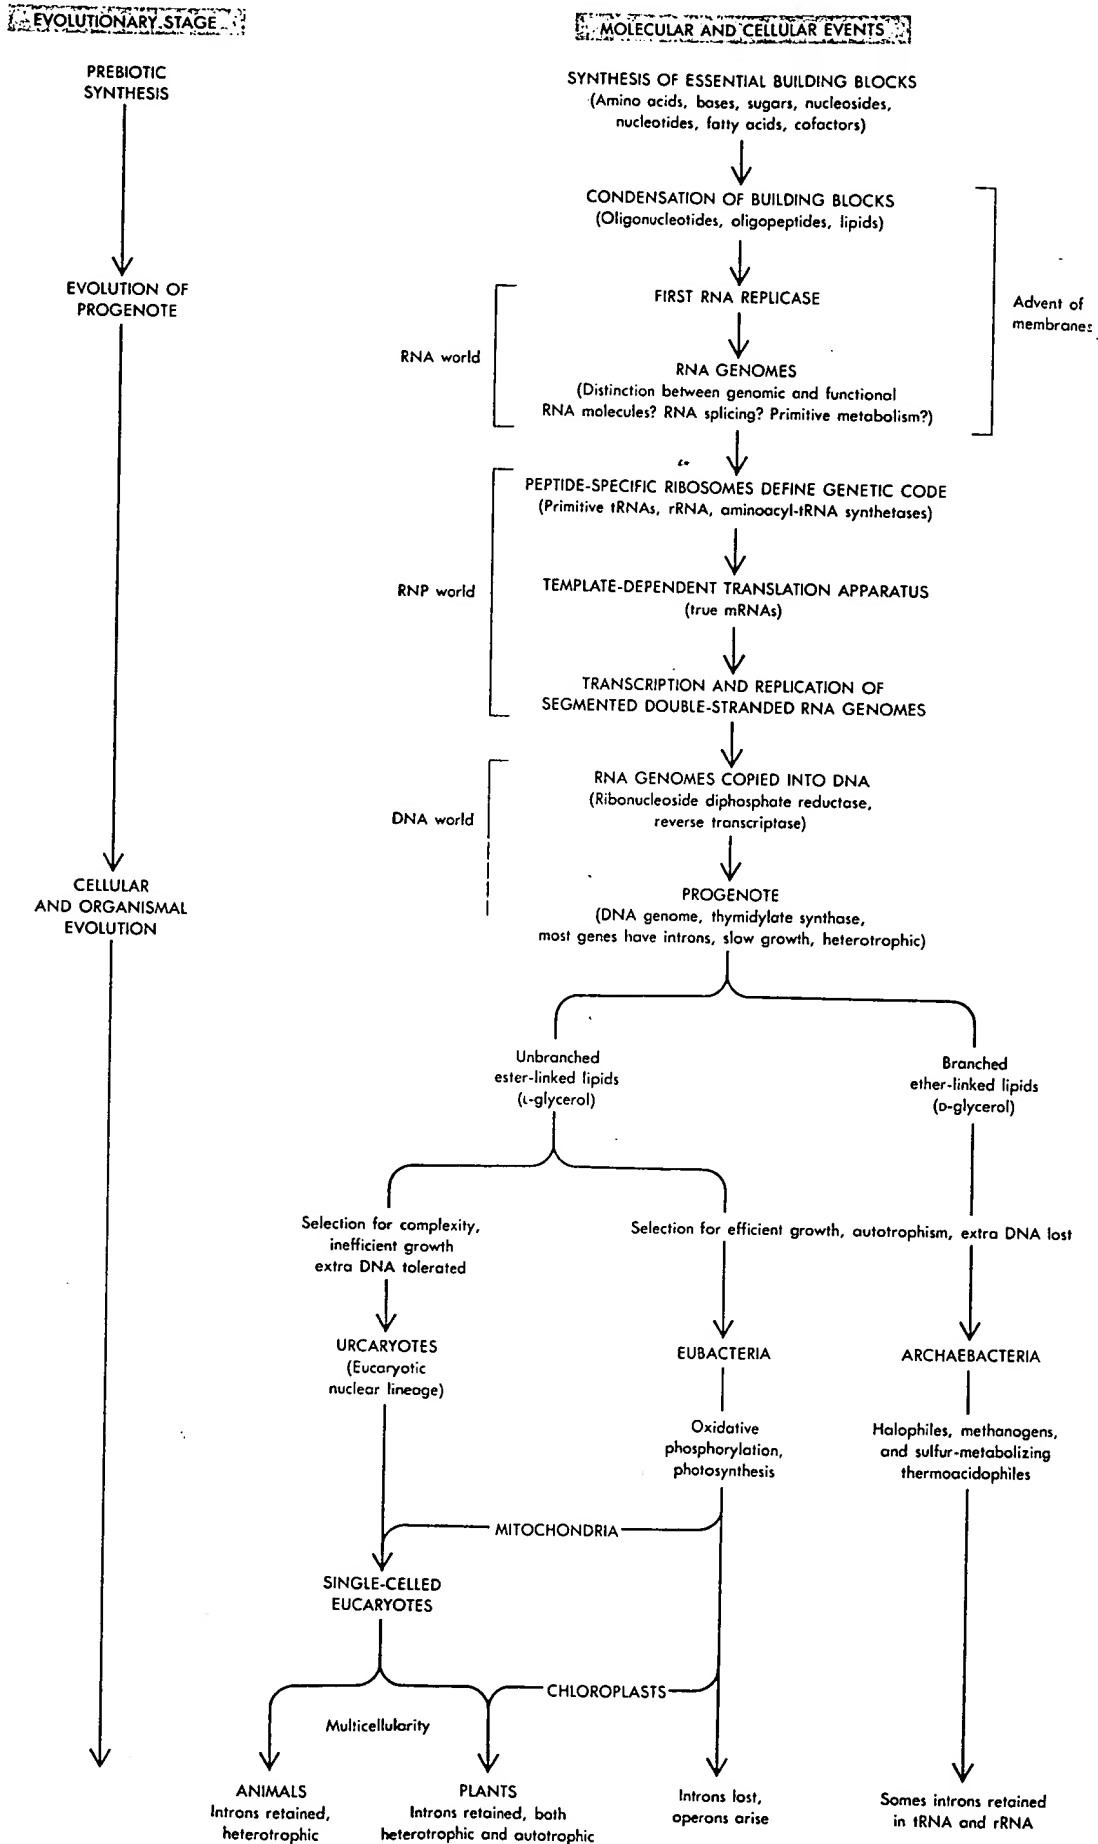 EVOLUTIONARY STAGE
MOLECULAR AND CELLULAR EVENTS
PREBIOTIC
SYNTHESIS
SYNTHESIS OF ESSENTIAL BUILDING BLOCKS
(Amino acids, bases, sugars, nucleosides,
nucleotides, fatty acids, cofactors)
CONDENSATION OF BUILDING BLOCKS
(Oligonucleotides, oligopeptides, lipids)
EVOLUTION OF
PROGENOTE
FIRST RNA REPLICASE
Advent of
membranes
RNA world
RNA GENOMES
(Distinction between genomic and functional
RNA molecules? RNA splicing? Primitive metabolism?)
PEPTIDE-SPECIFIC RIBOSOMES DEFINE GENETIC CODE
(Primitive tRNAs, rRNA, aminoacyl-tRNA synthetases)
RNP world
TEMPLATE-DEPENDENT TRANSLATION APPARATUS
(true mRNAs)
TRANSCRIPTION AND REPLICATION OF
SEGMENTED DOUBLE-STRANDED RNA GENOMES
DNA world
RNA GENOMES COPIED INTO DNA
(Ribonucleoside diphosphate reductase,
reverse transcriptase)
CELLULAR
AND ORGANISMAL
EVOLUTION
PROGENOTE
(DNA genome, thymidylate synthase,
most genes have introns, slow growth, heterotrophic)
Unbranched
ester-linked lipids
(L-glycerol)
Branched
ether-linked lipids
(D-glycerol)
Selection for complexity,
inefficient growth
extra DNA tolerated
Selection for efficient growth, autotrophism, extra DNA lost
URCARYOTES
(Eucaryotic
nuclear lineage)
EUBACTERIA
ARCHAEBACTERIA
Oxidative
phosphorylation,
photosynthesis
Halophiles, methanogens,
and sulfur-metabolizing
thermoacidophiles
MITOCHONDRIA
SINGLE-CELLED
EUCARYOTES
CHLOROPLASTS
Multicellularity
ANIMALS
Introns retained,
heterotrophic
PLANTS
Introns retained, both
heterotrophic and autotrophic
Introns lost,
operons arise
Somes introns retained
in tRNA and rRNA